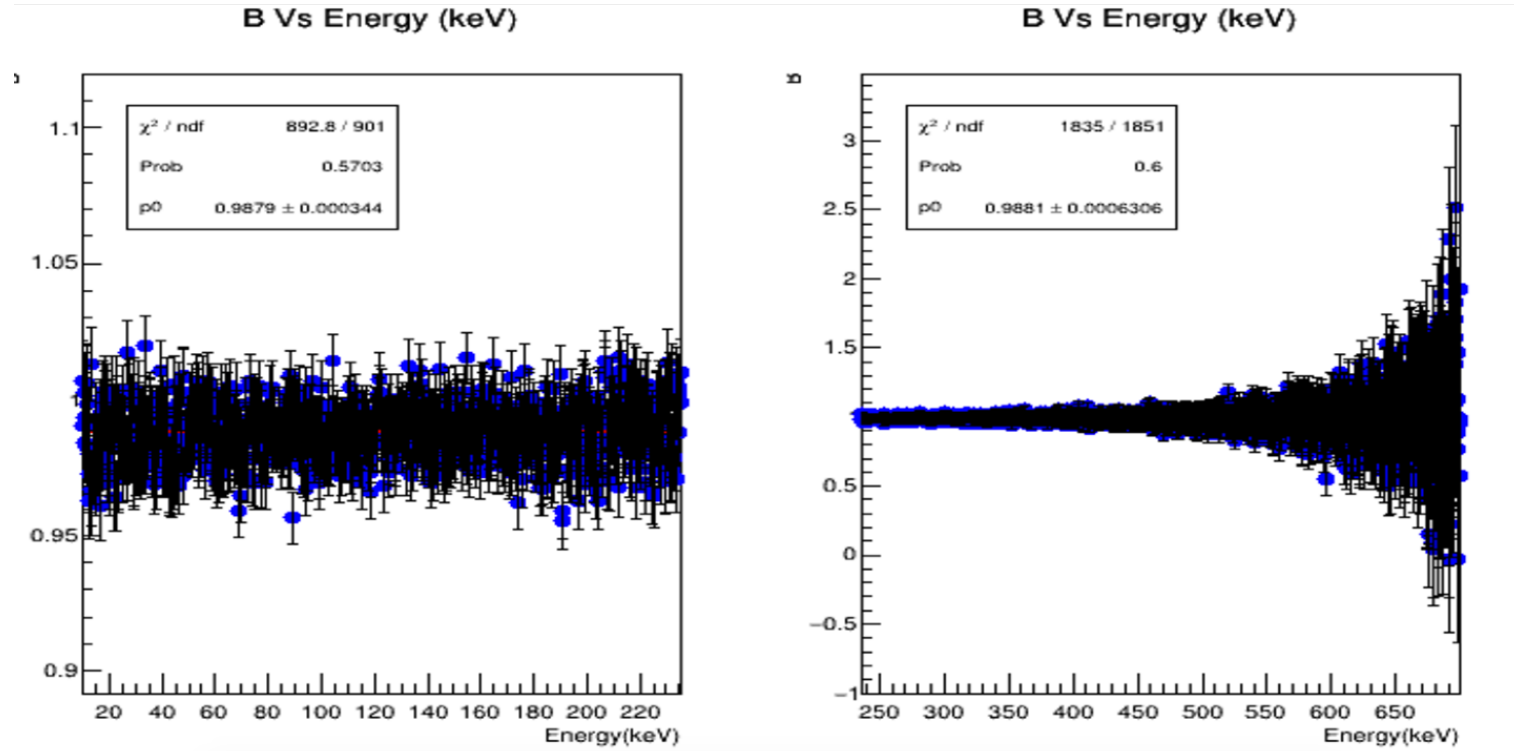 B Vs Energy (keV)
χ² / ndf 892.8 / 901
Prob 0.5703
p0 0.9879 ± 0.000344
1.1
1.05
0.95
0.9
20 40 60 80 100 120 140 160 180 200 220
Energy(keV)
B Vs Energy (keV)
B
χ² / ndf 1835 / 1851
Prob 0.6
p0 0.9881 ± 0.0006306
3
2.5
2
1.5
1
0.5
0
−0.5
−1
250 300 350 400 450 500 550 600 650
Energy(keV)